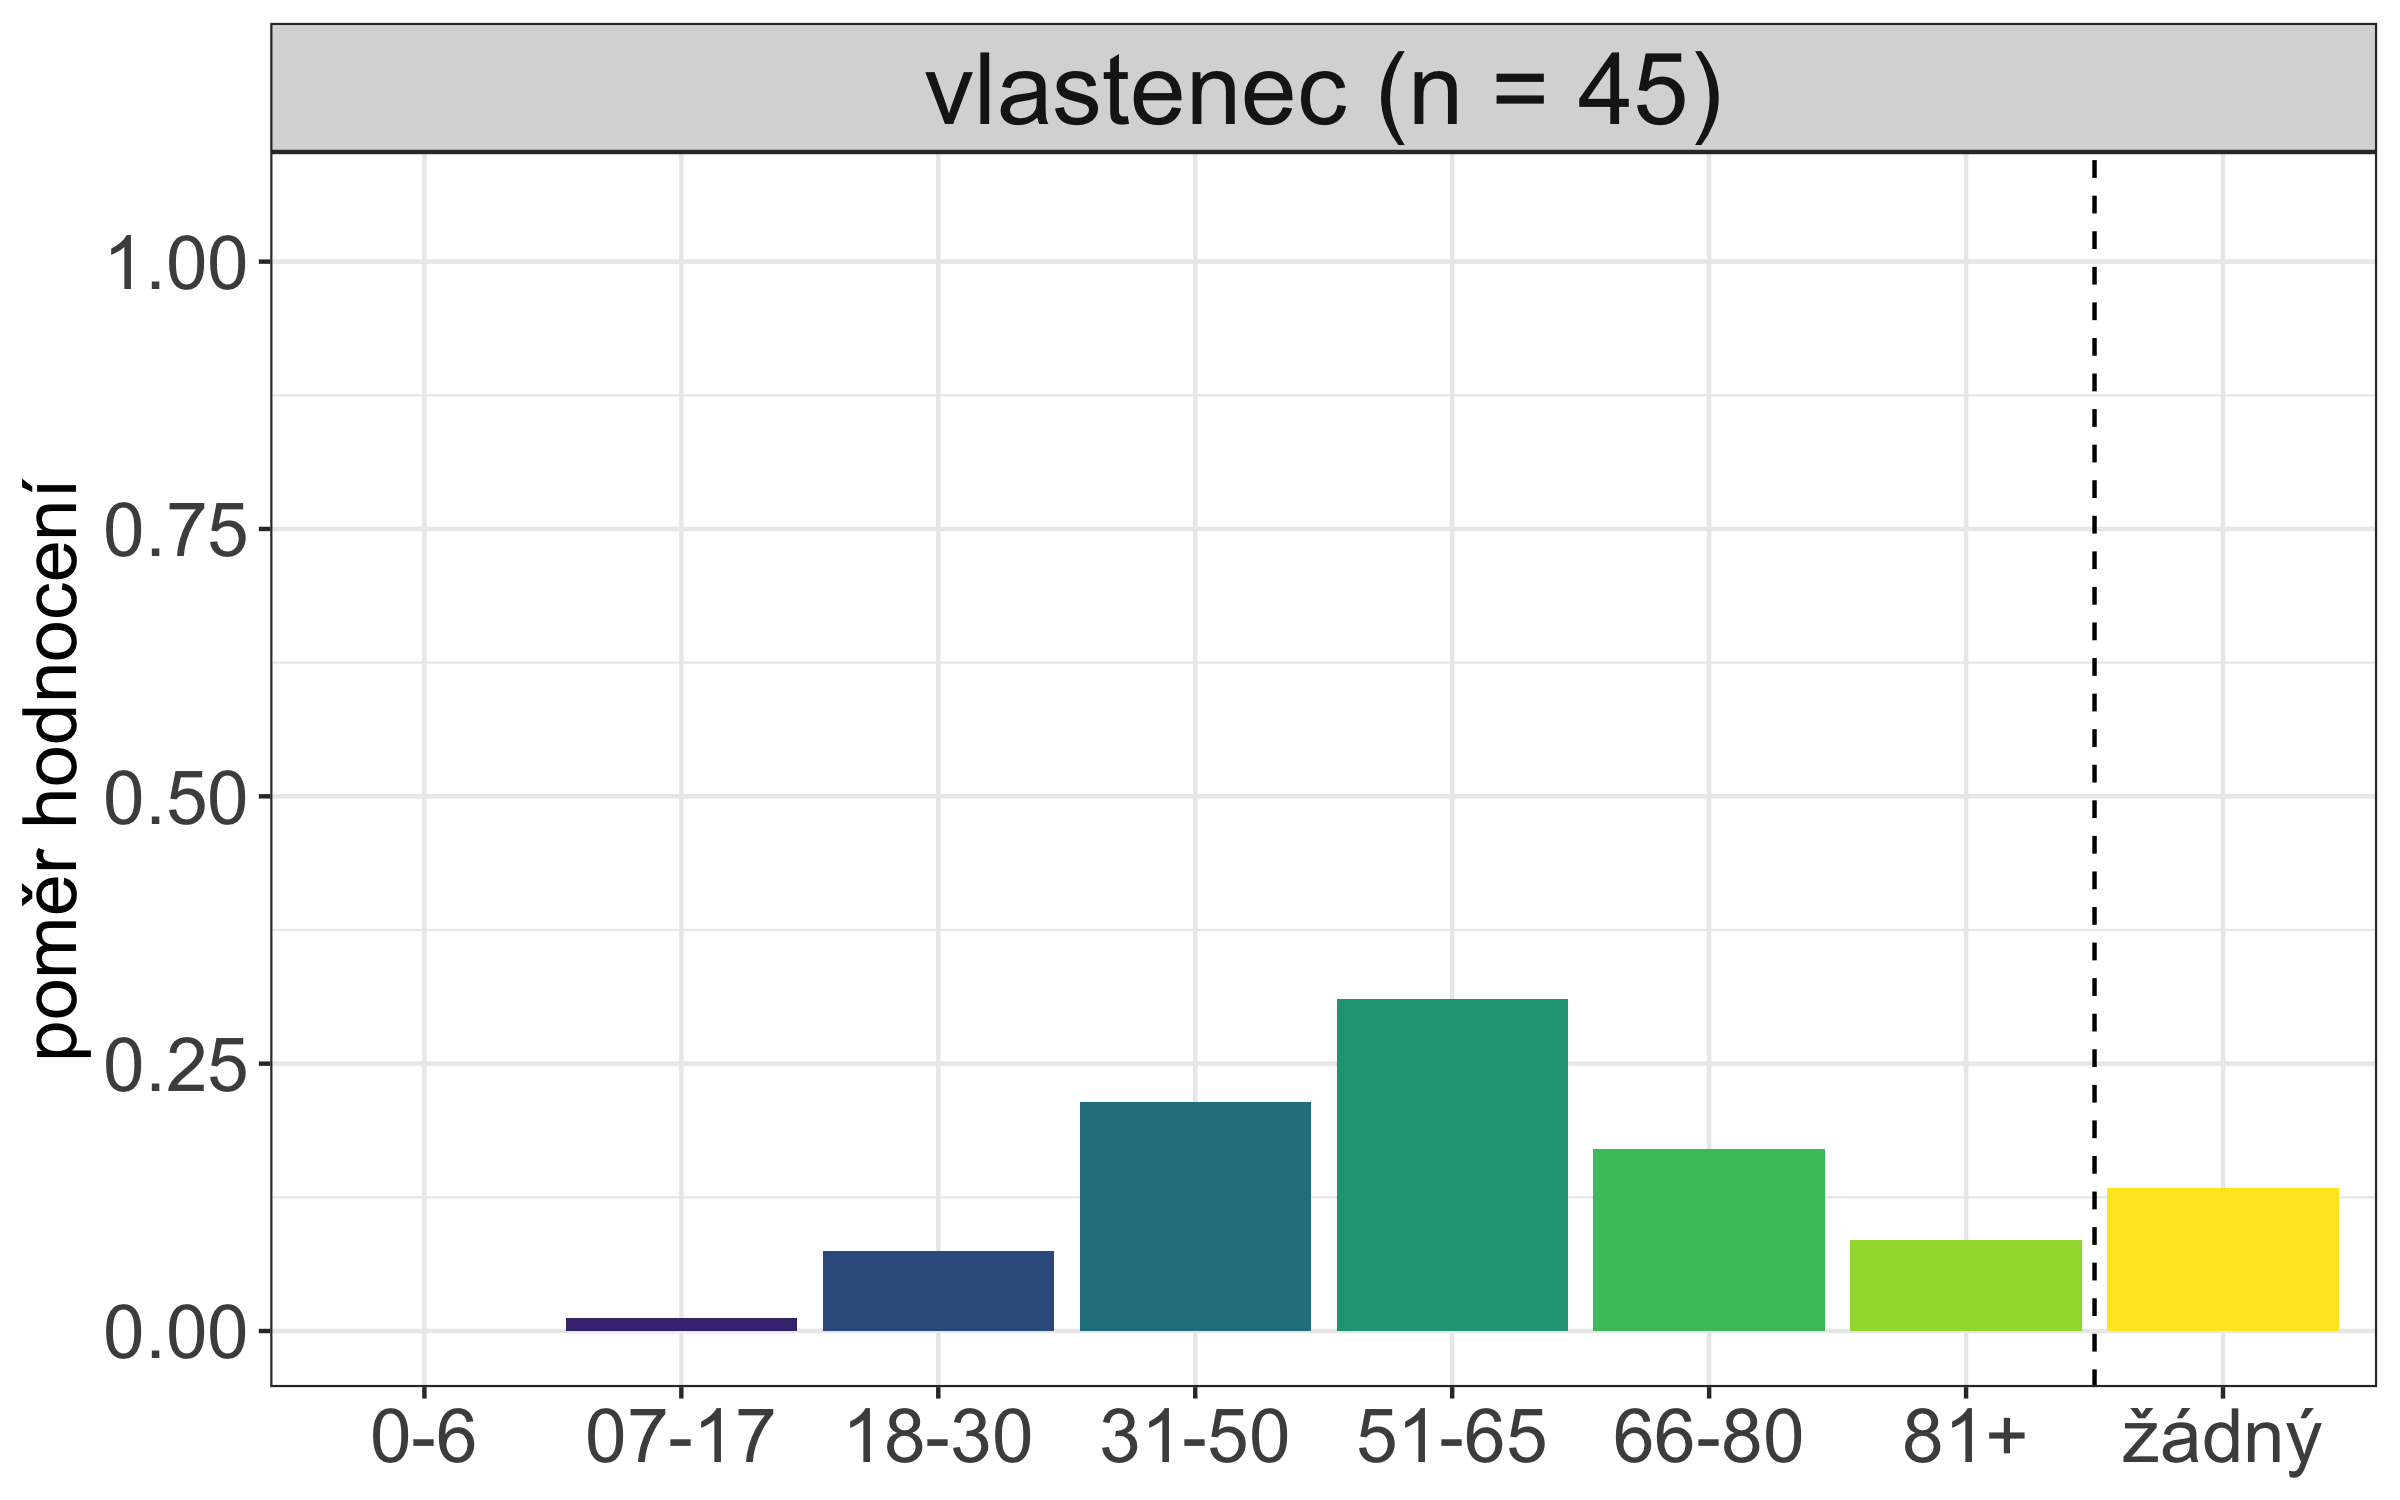 vlastenec (n = 45)
poměr hodnocení
1.00
0.75
0.50
0.25
0.00
0-6 07-17 18-30 31-50 51-65 66-80 81+ žádný